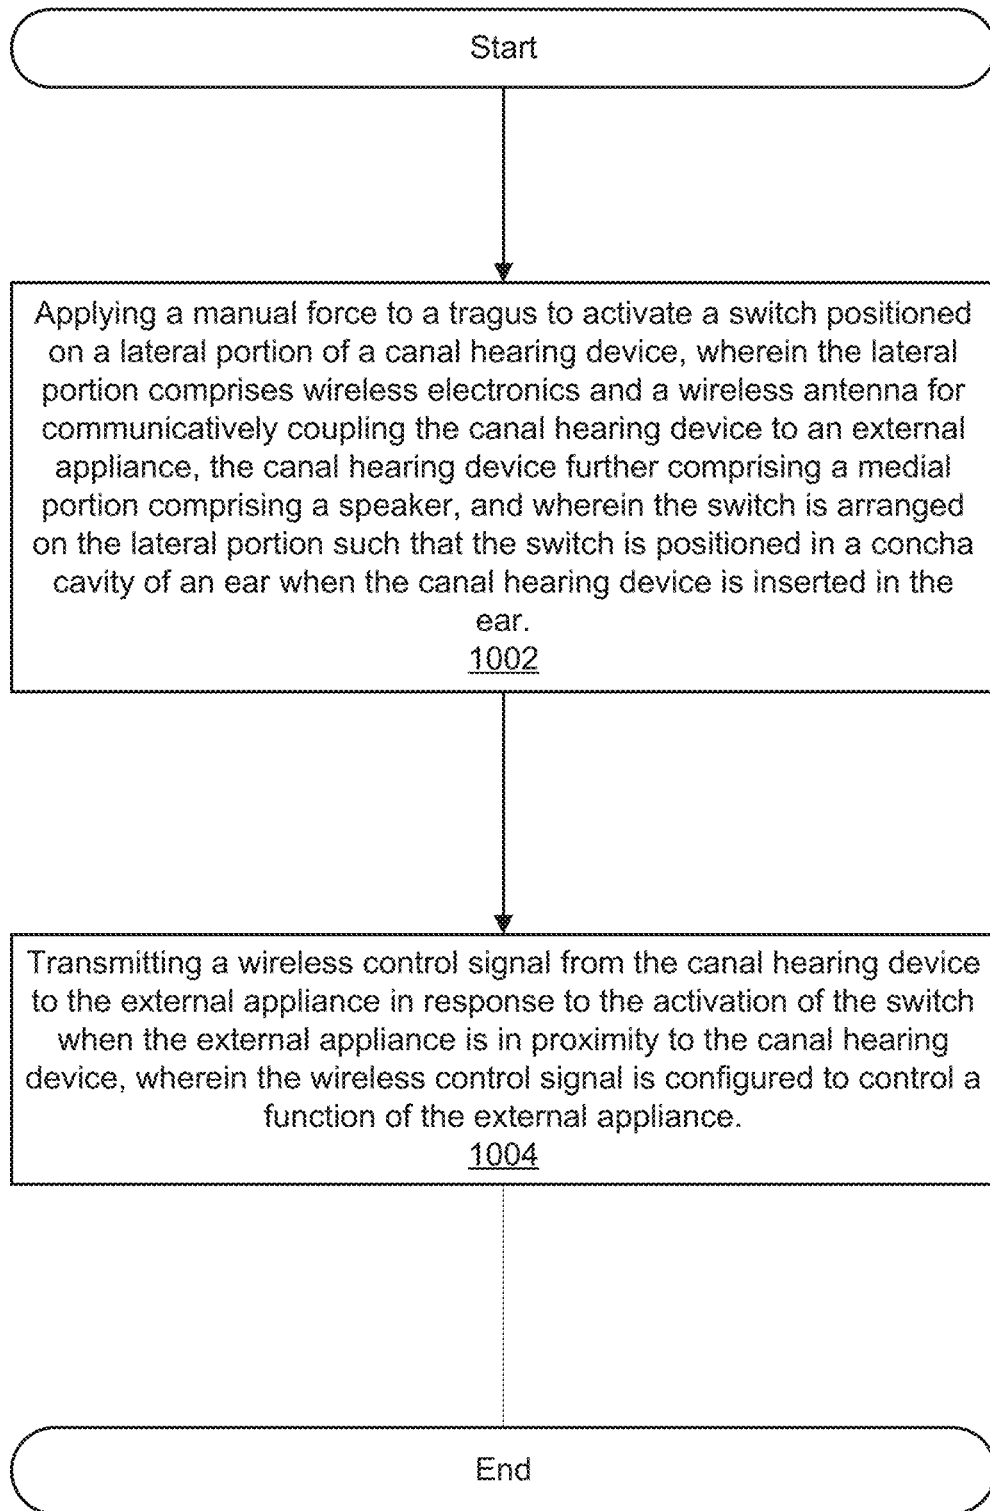 Start
Applying a manual force to a tragus to activate a switch positioned
on a lateral portion of a canal hearing device, wherein the lateral
portion comprises wireless electronics and a wireless antenna for
communicatively coupling the canal hearing device to an external
appliance, the canal hearing device further comprising a medial
portion comprising a speaker, and wherein the switch is arranged
on the lateral portion such that the switch is positioned in a concha
cavity of an ear when the canal hearing device is inserted in the
ear.
1002
Transmitting a wireless control signal from the canal hearing device
to the external appliance in response to the activation of the switch
when the external appliance is in proximity to the canal hearing
device, wherein the wireless control signal is configured to control a
function of the external appliance.
1004
End